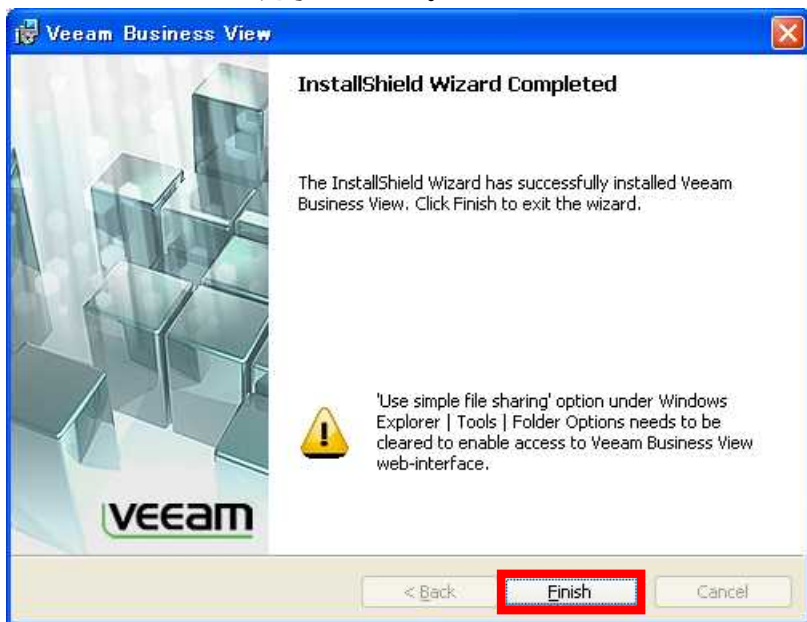 Veeam Business View
InstallShield Wizard Completed
The InstallShield Wizard has successfully installed Veeam
Business View. Click Finish to exit the wizard.
'Use simple file sharing' option under Windows
Explorer | Tools | Folder Options needs to be
cleared to enable access to Veeam Business View
web-interface.
veeam
< Back
Finish
Cancel